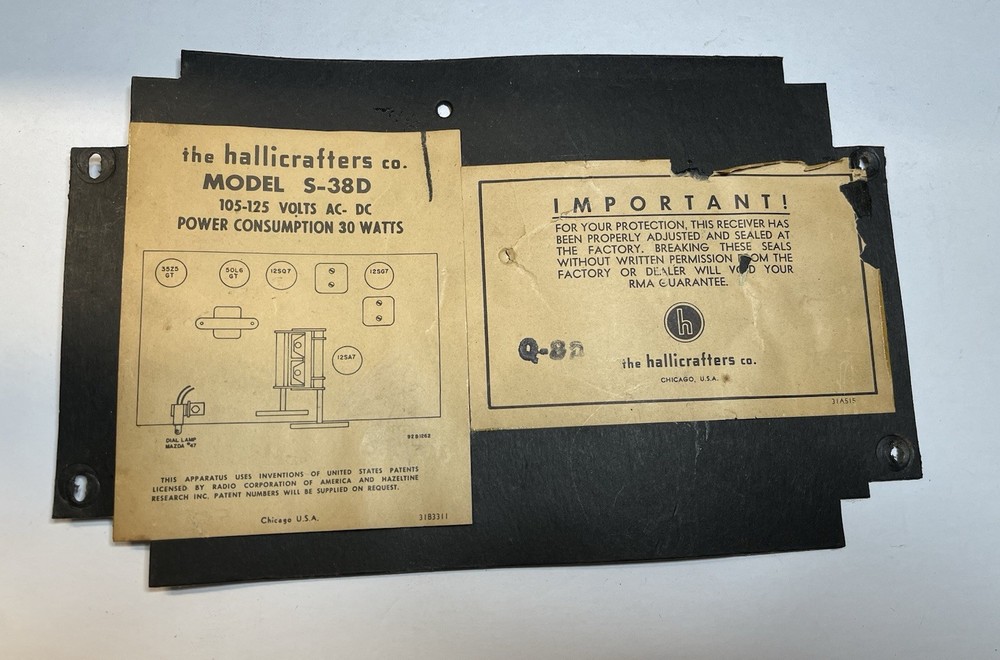 the hallicrafters co.
MODEL S-38D
105-125 VOLTS AC- DC
POWER CONSUMPTION 30 WATTS
35Z5
GT
50L6
GT
12SQ7
12SG7
12SA7
DIAL LAMP
MAZDA #47
92B1262
THIS APPARATUS USES INVENTIONS OF UNITED STATES PATENTS
LICENSED BY RADIO CORPORATION OF AMERICA AND HAZELTINE
RESEARCH INC. PATENT NUMBERS WILL BE SUPPLIED ON REQUEST.
Chicago U.S.A.
31B3311
IMPORTANT!
FOR YOUR PROTECTION, THIS RECEIVER HAS
BEEN PROPERLY ADJUSTED AND SEALED AT
THE FACTORY. BREAKING THESE SEALS
WITHOUT WRITTEN PERMISSION FROM THE
FACTORY OR DEALER WILL VOID YOUR
RMA GUARANTEE.
h
the hallicrafters co.
CHICAGO, U.S.A.
31A515